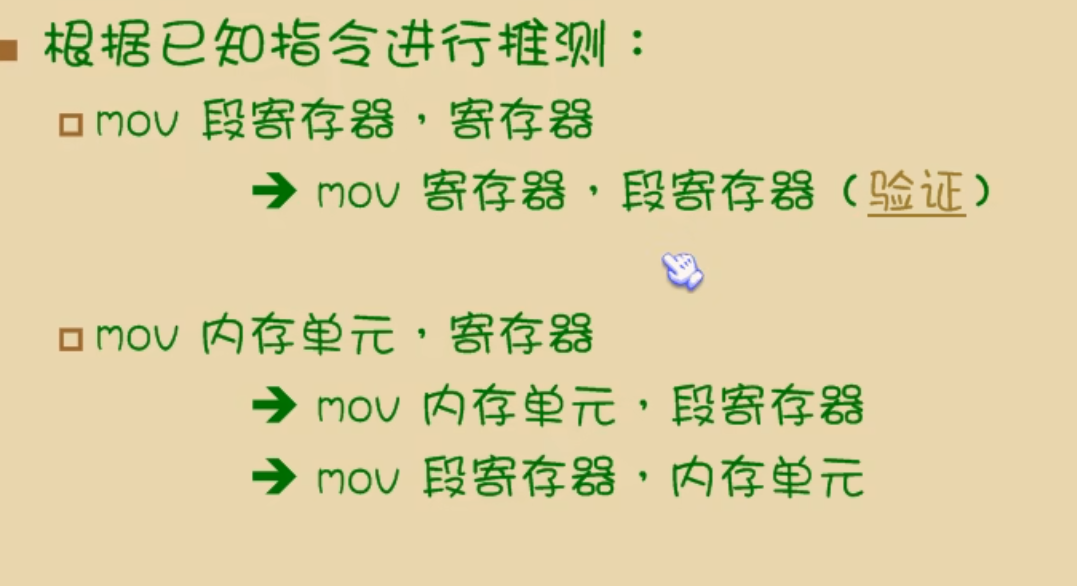 根据已知指令进行推测：
mov 段寄存器，寄存器
➔ mov 寄存器，段寄存器（验证）
mov 内存单元，寄存器
➔ mov 内存单元，段寄存器
➔ mov 段寄存器，内存单元